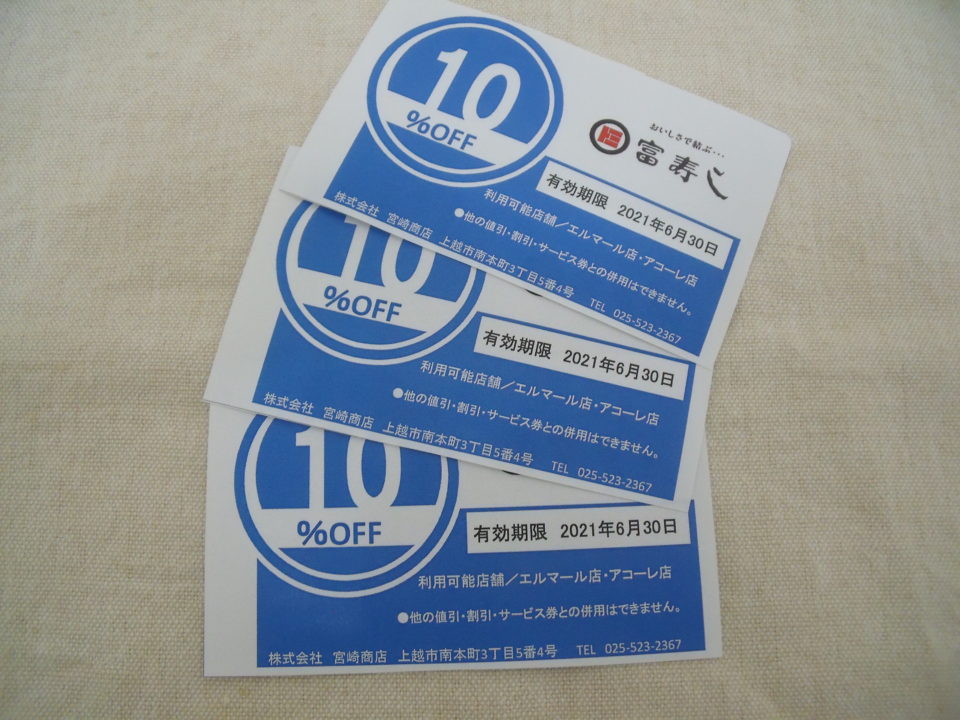 10
%OFF
おいしさで結ぶ・・・
富寿し
有効期限 2021年6月30日
利用可能店舗／エルマール店・アコーレ店
●他の値引・割引・サービス券との併用はできません。
株式会社 宮崎商店 上越市南本町3丁目5番4号 TEL 025-523-2367
10
%OFF
有効期限 2021年6月30日
利用可能店舗／エルマール店・アコーレ店
●他の値引・割引・サービス券との併用はできません。
株式会社 宮崎商店 上越市南本町3丁目5番4号 TEL 025-523-2367
10
%OFF
有効期限 2021年6月30日
利用可能店舗／エルマール店・アコーレ店
●他の値引・割引・サービス券との併用はできません。
株式会社 宮崎商店 上越市南本町3丁目5番4号 TEL 025-523-2367